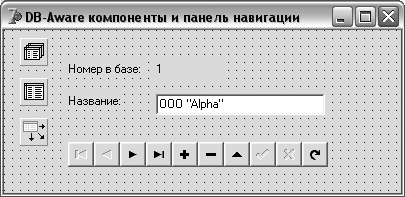 DB-Aware компоненты и панель навигации
Номер в базе: 1
Название: ООО "Alpha"